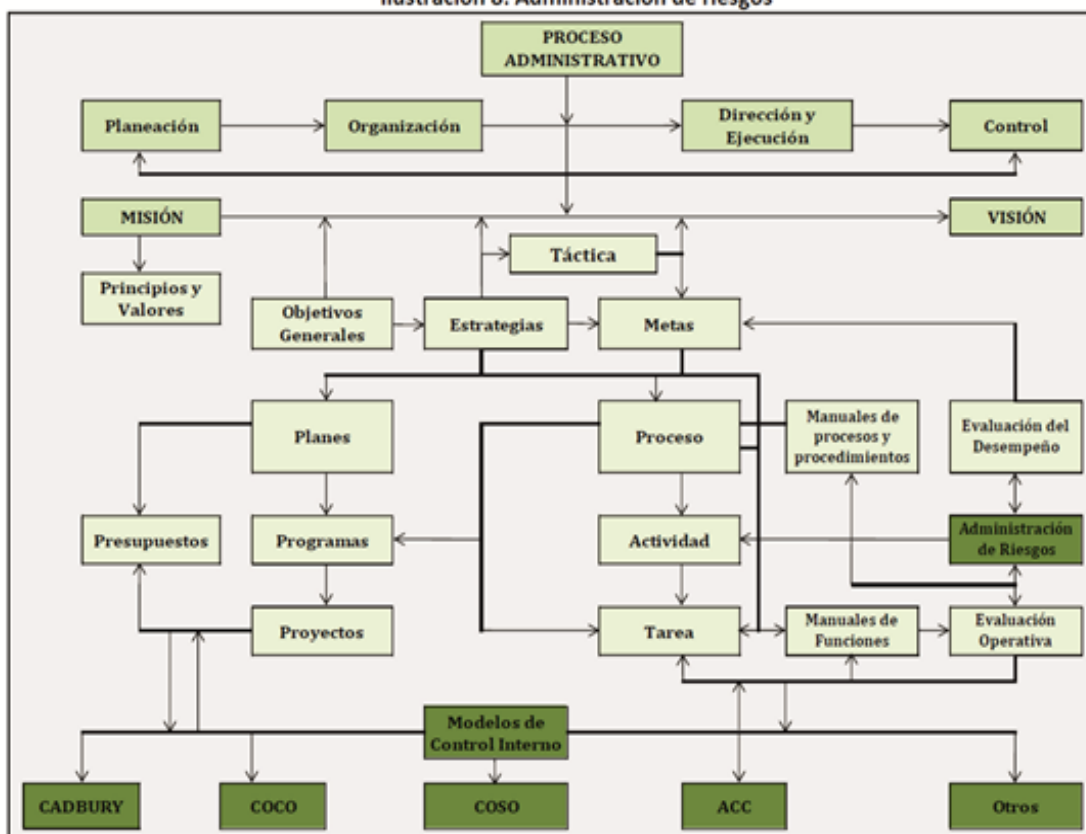 Ilustración 8. Administración de riesgos
PROCESO
ADMINISTRATIVO
Planeación
Organización
Dirección y
Ejecución
Control
MISIÓN
VISIÓN
Táctica
Principios y
Valores
Objetivos
Generales
Estrategias
Metas
Planes
Proceso
Manuales de
procesos y
procedimientos
Evaluación del
Desempeño
Presupuestos
Programas
Actividad
Administración
de Riesgos
Proyectos
Tarea
Manuales de
Funciones
Evaluación
Operativa
Modelos de
Control Interno
CADBURY
COCO
COSO
ACC
Otros